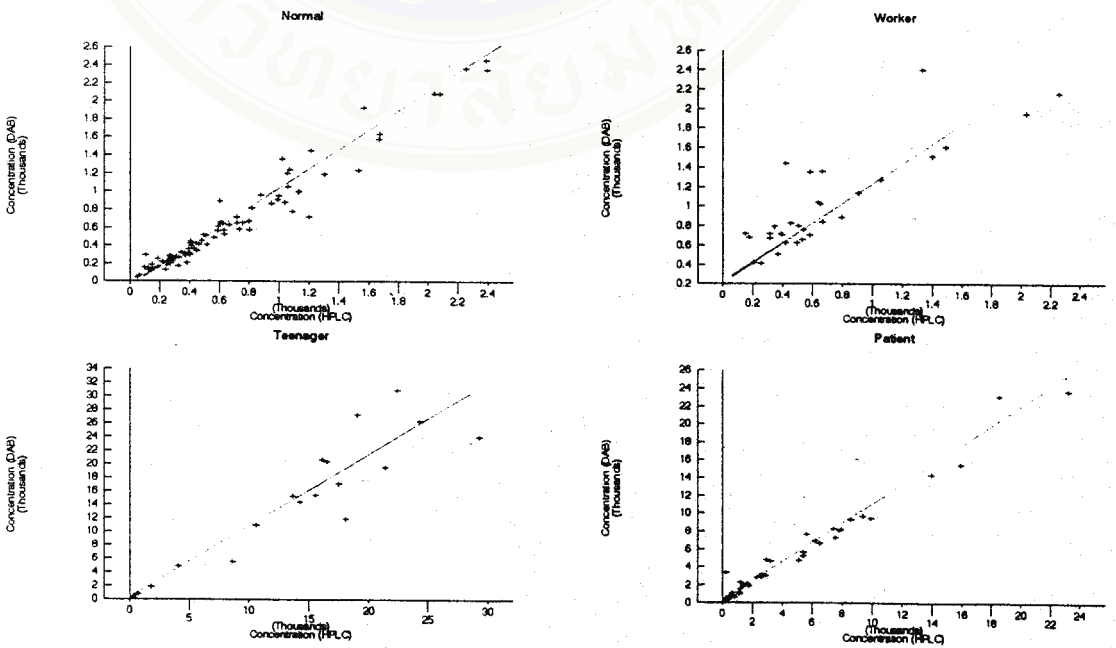 วิทยาลัยมหิ
Normal
Concentration (DAB)
(Thousands)
2.6
2.4
2.2
2
1.8
1.6
1.4
1.2
1
0.8
0.6
0.4
0.2
0
0 0.2 0.4 0.6 0.8 1 1.2 1.4 1.6 1.8 2 2.2 2.4
(Thousands)
Concentration (HPLC)
Worker
Concentration (DAB)
(Thousands)
2.6
2.4
2.2
2
1.8
1.6
1.4
1.2
1
0.8
0.6
0.4
0.2
0.2 0.4 0.6 0.8 1 1.2 1.4 1.6 1.8 2 2.2 2.4
(Thousands)
Concentration (HPLC)
Teenager
Concentration (DAB)
(Thousands)
34
32
30
28
26
24
22
20
18
16
14
12
10
8
6
4
2
0
0 5 10 15 20 25 30
(Thousands)
Concentration (HPLC)
Patient
Concentration (DAB)
(Thousands)
26
24
22
20
18
16
14
12
10
8
6
4
2
0
0 2 4 6 8 10 12 14 16 18 20 22 24
(Thousands)
Concentration (HPLC)